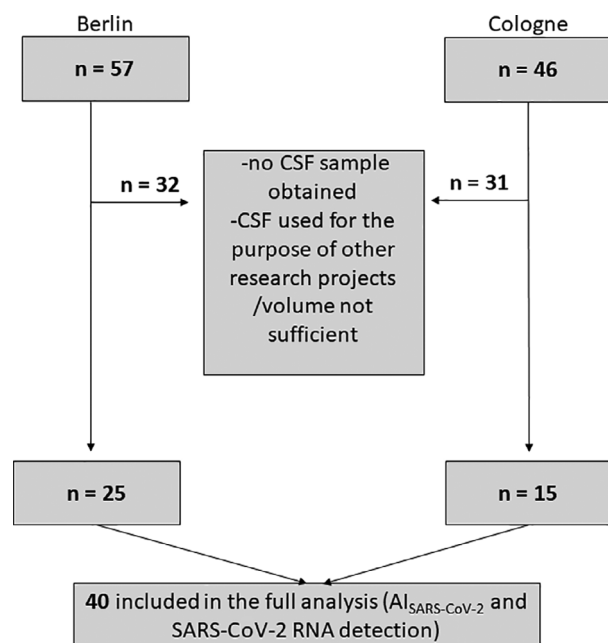 Berlin
Cologne
n = 57
n = 46
n = 32
n = 31
-no CSF sample
obtained
-CSF used for the
purpose of other
research projects
/volume not
sufficient
n = 25
n = 15
40 included in the full analysis (AI_SARS-CoV-2 and
SARS-CoV-2 RNA detection)